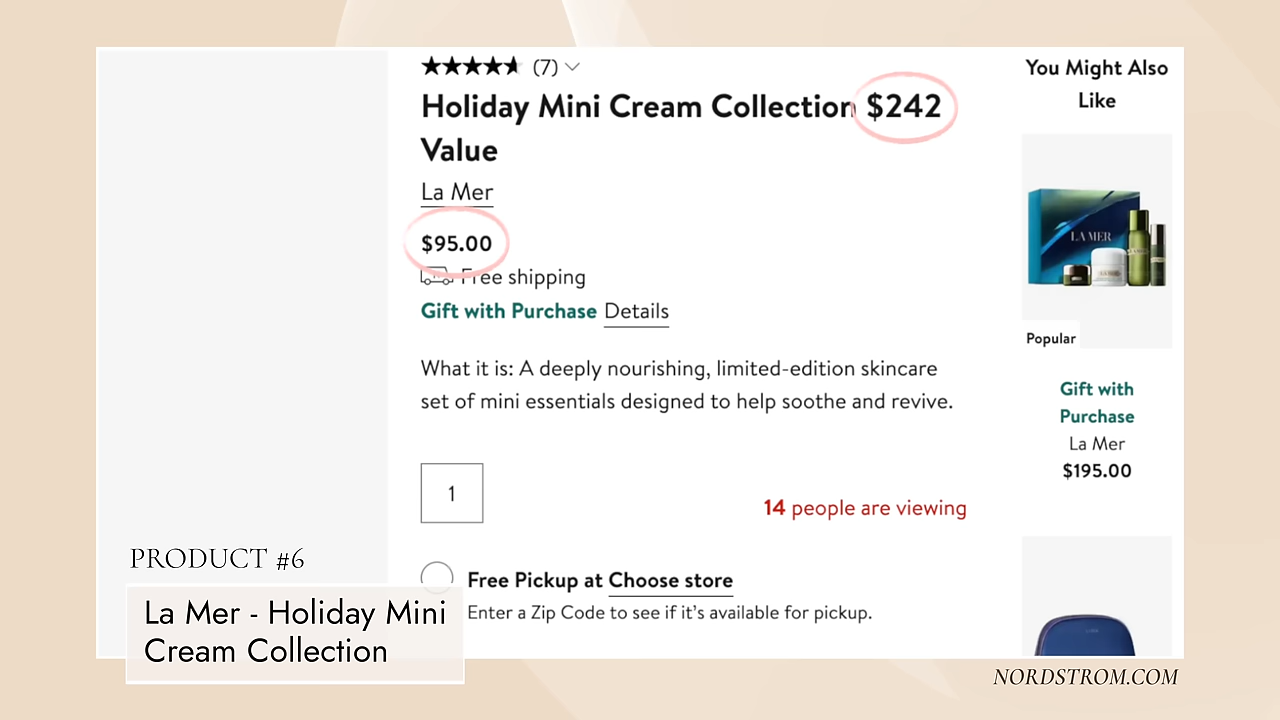 (7)
Holiday Mini Cream Collection $242
Value
La Mer
$95.00
Free shipping
Gift with Purchase Details
What it is: A deeply nourishing, limited-edition skincare
set of mini essentials designed to help soothe and revive.
1
14 people are viewing
Free Pickup at Choose store
Enter a Zip Code to see if it's available for pickup.
You Might Also
Like
LA MER
Popular
Gift with
Purchase
La Mer
$195.00
PRODUCT #6
La Mer - Holiday Mini
Cream Collection
NORDSTROM.COM